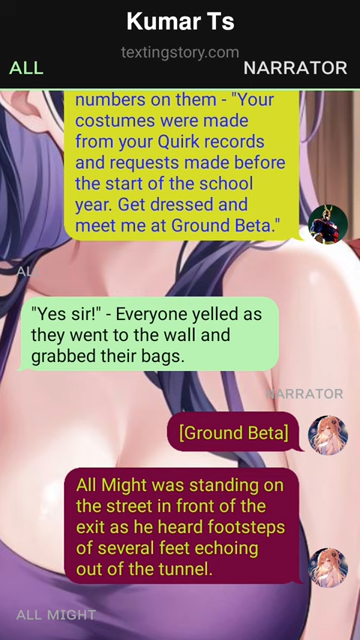 Kumar Ts
textingstory.com
ALL
NARRATOR
numbers on them - "Your
costumes were made
from your Quirk records
and requests made before
the start of the school
year. Get dressed and
meet me at Ground Beta."
AL
"Yes sir!" - Everyone yelled as
they went to the wall and
grabbed their bags.
NARRATOR
[Ground Beta]
All Might was standing on
the street in front of the
exit as he heard footsteps
of several feet echoing
out of the tunnel.
ALL MIGHT